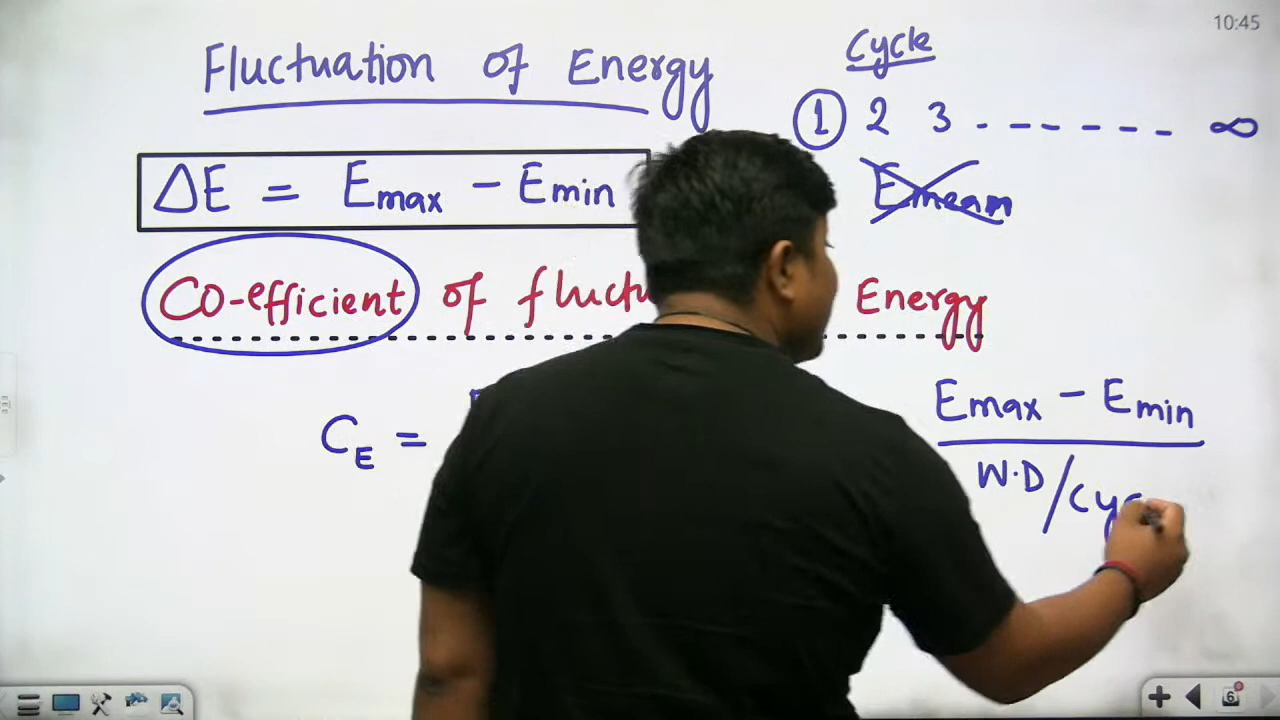 10:45
Fluctuation of Energy
Cycle
1 2 3 ------ ∞
ΔE = Emax - Emin
Emean
Co-efficient of fluctu Energy
CE =
Emax - Emin
W.D/cyc